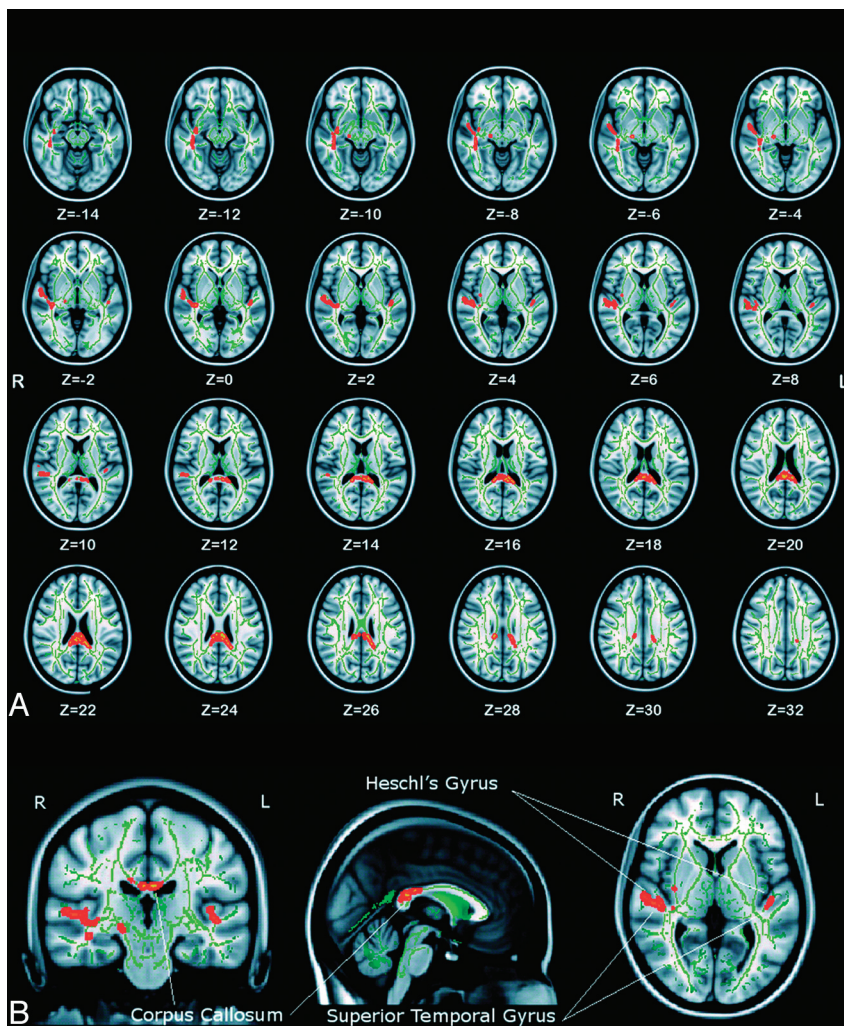 Z=-14 Z=-12 Z=-10 Z=-8 Z=-6 Z=-4
R L
Z=-2 Z=0 Z=2 Z=4 Z=6 Z=8
Z=10 Z=12 Z=14 Z=16 Z=18 Z=20
A
Z=22 Z=24 Z=26 Z=28 Z=30 Z=32
Heschl's Gyrus
R L R L
B
Corpus Callosum Superior Temporal Gyrus